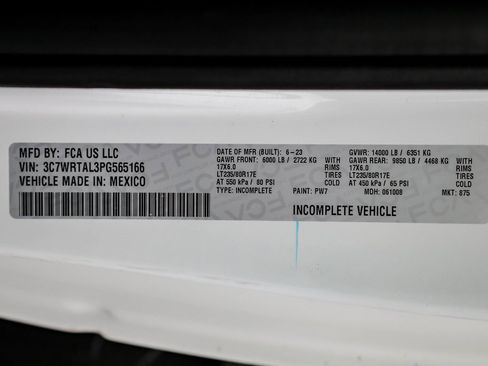 MFD BY: FCA US LLC
VIN: 3C7WRTAL3PG565166
VEHICLE MADE IN: MEXICO
DATE OF MFR (BUILT): 6-23 GVWR: 14000 LB / 6351 KG
GAWR FRONT: 6000 LB / 2722 KG GAWR REAR: 9850 LB / 4468 KG
17X6.0 RIMS 17X6.0 RIMS
LT235/80R17E TIRES LT235/80R17E TIRES
AT 550 kPa / 80 PSI COLD AT 450 kPa / 65 PSI COLD
TYPE: INCOMPLETE PAINT: PW7 MDH: 061008 MKT: 875
INCOMPLETE VEHICLE